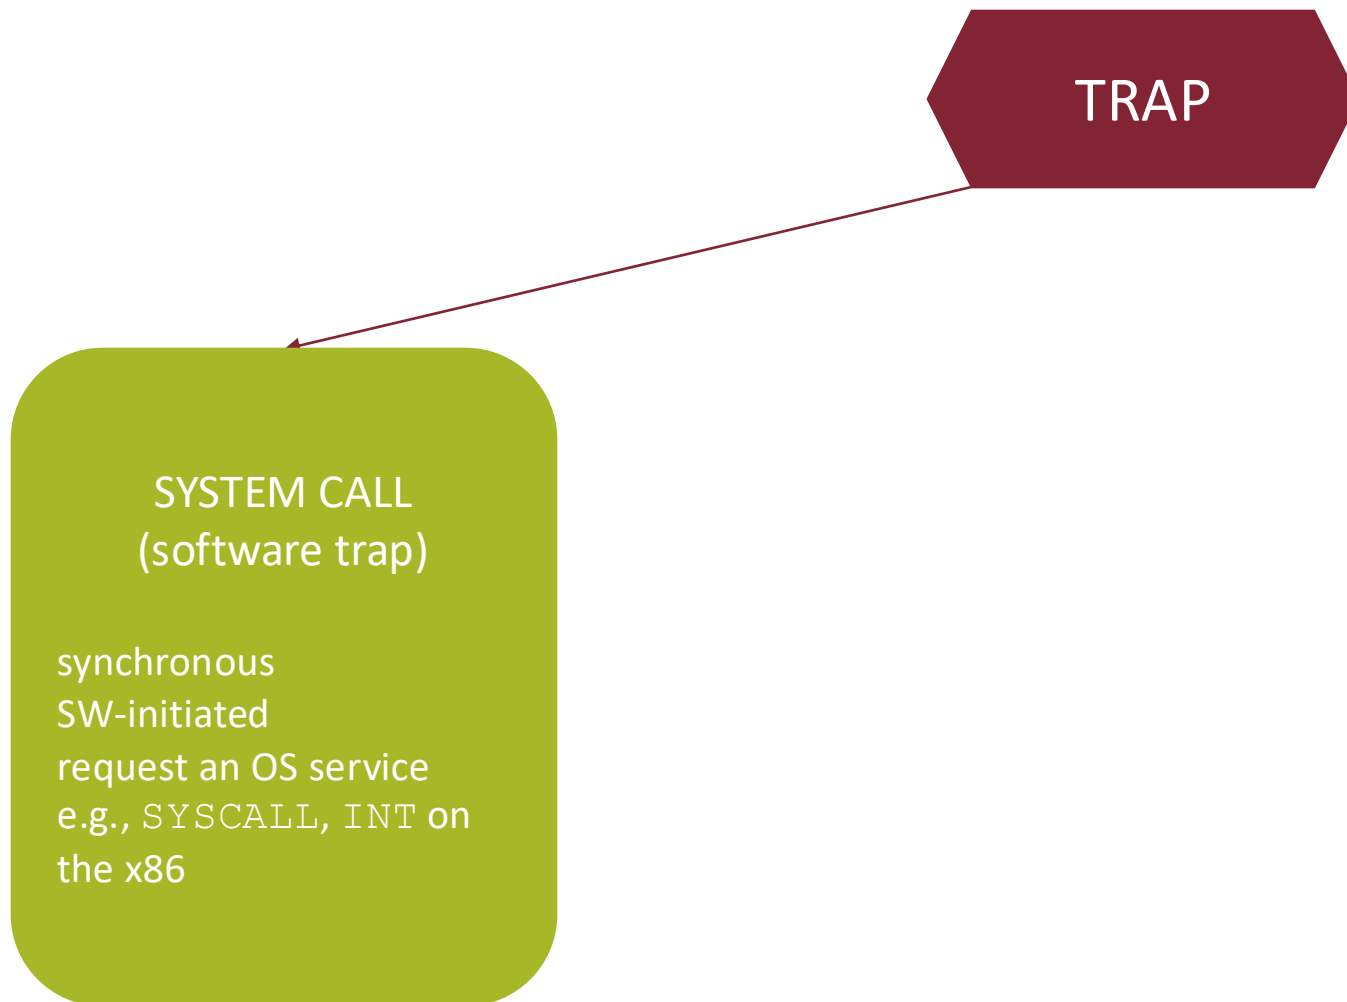 TRAP
SYSTEM CALL
(software trap)
synchronous
SW-initiated
request an OS service
e.g., SYSCALL, INT on
the x86